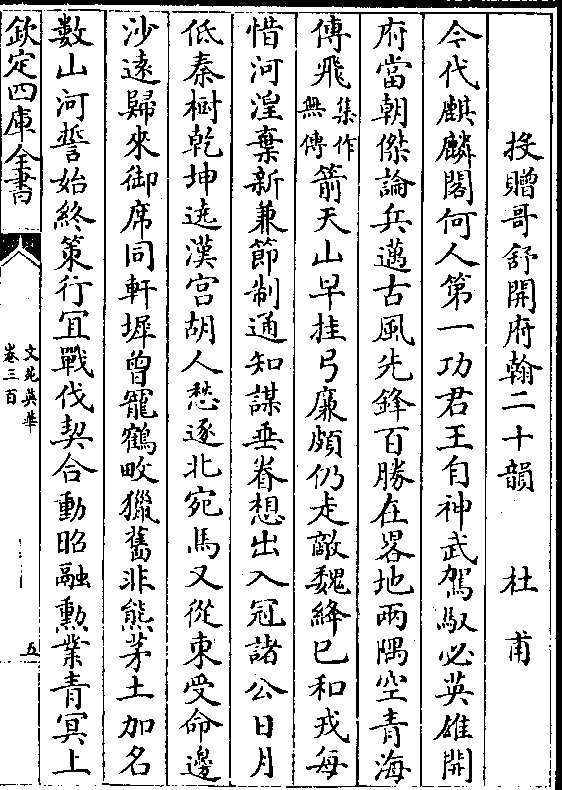 投贈哥舒開府翰二十韻　杜甫
今代麒麟閣何人第一功君王自神武駕馭必英雄開
府當朝傑論兵邁古風先鋒百勝在畧地兩隅空青海
傳飛集作無傳箭天山早挂弓廉頗仍走敵魏絳已和戎每
惜河湟棄新兼節制通知謀垂眷想出入冠諸公日月
低秦樹乾坤遶漢宫胡人愁逐北宛馬又從東受命邊
沙遠歸來御席同軒墀曾寵鶴畋獵舊非熊茅土加名
數山河誓始終策行宜戰伐契合動昭融勲業青冥上
欽定四庫全書
文苑英華
卷三百
五